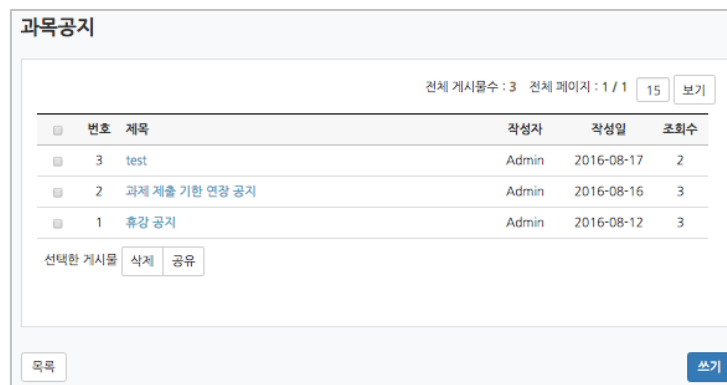 과목공지
전체 게시물수 : 3 전체 페이지 : 1 / 1 15 보기
번호 제목 작성자 작성일 조회수
3 test Admin 2016-08-17 2
2 과제 제출 기한 연장 공지 Admin 2016-08-16 3
1 휴강 공지 Admin 2016-08-12 3
선택한 게시물 삭제 공유
목록 쓰기